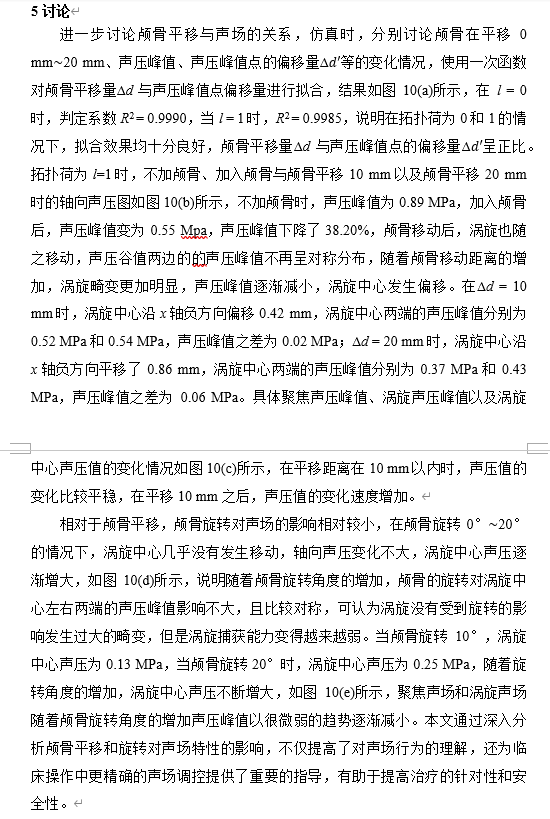 5 讨论
进一步讨论颅骨平移与声场的关系，仿真时，分别讨论颅骨在平移 0
mm~20 mm、声压峰值、声压峰值点的偏移量Δd′等的变化情况，使用一次函数
对颅骨平移量Δd 与声压峰值点偏移量进行拟合，结果如图 10(a)所示，在 l = 0
时，判定系数 R²= 0.9990，当 l = 1 时，R²= 0.9985，说明在拓扑荷为 0 和 1 的情
况下，拟合效果均十分良好，颅骨平移量Δd 与声压峰值点的偏移量Δd′呈正比。
拓扑荷为 l=1 时，不加颅骨、加入颅骨与颅骨平移 10 mm 以及颅骨平移 20 mm
时的轴向声压图如图 10(b)所示，不加颅骨时，声压峰值为 0.89 MPa，加入颅骨
后，声压峰值变为 0.55 Mpa，声压峰值下降了 38.20%，颅骨移动后，涡旋也随
之移动，声压谷值两边的的声压峰值不再呈对称分布，随着颅骨移动距离的增
加，涡旋畸变更加明显，声压峰值逐渐减小，涡旋中心发生偏移。在Δd = 10
mm 时，涡旋中心沿 x 轴负方向偏移 0.42 mm，涡旋中心两端的声压峰值分别为
0.52 MPa 和 0.54 MPa，声压峰值之差为 0.02 MPa；Δd = 20 mm 时，涡旋中心沿
x 轴负方向平移了 0.86 mm，涡旋中心两端的声压峰值分别为 0.37 MPa 和 0.43
MPa，声压峰值之差为 0.06 MPa。具体聚焦声压峰值、涡旋声压峰值以及涡旋
中心声压值的变化情况如图 10(c)所示，在平移距离在 10 mm 以内时，声压值的
变化比较平稳，在平移 10 mm 之后，声压值的变化速度增加。
相对于颅骨平移，颅骨旋转对声场的影响相对较小，在颅骨旋转 0°~20°
的情况下，涡旋中心几乎没有发生移动，轴向声压变化不大，涡旋中心声压逐
渐增大，如图 10(d)所示，说明随着颅骨旋转角度的增加，颅骨的旋转对涡旋中
心左右两端的声压峰值影响不大，且比较对称，可认为涡旋没有受到旋转的影
响发生过大的畸变，但是涡旋捕获能力变得越来越弱。当颅骨旋转 10°，涡旋
中心声压为 0.13 MPa，当颅骨旋转 20°时，涡旋中心声压为 0.25 MPa，随着旋
转角度的增加，涡旋中心声压不断增大，如图 10(e)所示，聚焦声场和涡旋声场
随着颅骨旋转角度的增加声压峰值以很微弱的趋势逐渐减小。本文通过深入分
析颅骨平移和旋转对声场特性的影响，不仅提高了对声场行为的理解，还为临
床操作中更精确的声场调控提供了重要的指导，有助于提高治疗的针对性和安
全性。